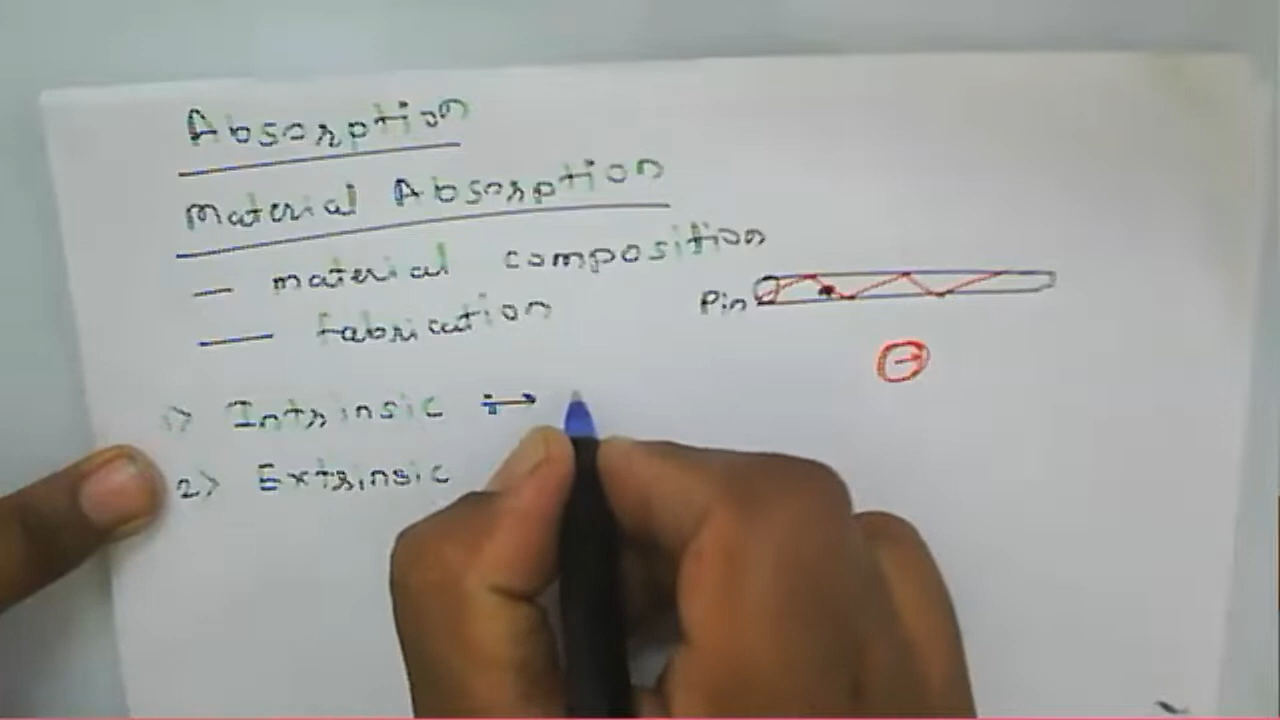 Absorption
Material Absorption
— material composition
— fabrication
Pin
1) Intrinsic →
2) Extrinsic